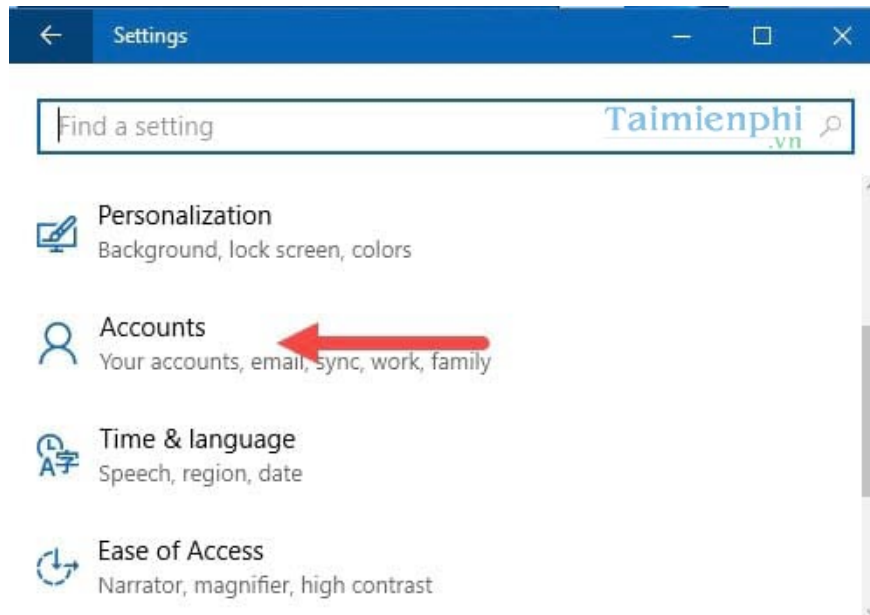 Settings
Find a setting
Taimienphi
.vn
Personalization
Background, lock screen, colors
Accounts
Your accounts, email, sync, work, family
Time & language
Speech, region, date
Ease of Access
Narrator, magnifier, high contrast